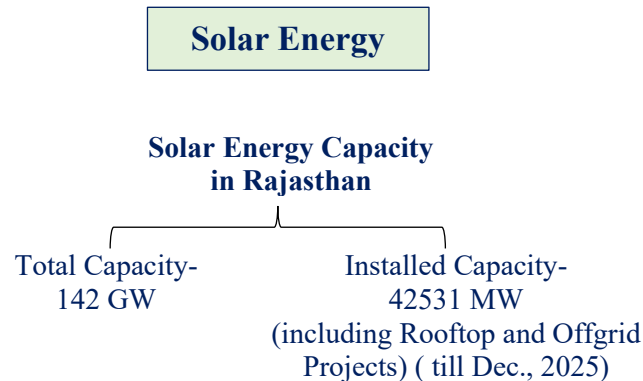 Solar Energy
Solar Energy Capacity
in Rajasthan
Total Capacity-
142 GW
Installed Capacity-
42531 MW
(including Rooftop and Offgrid
Projects) ( till Dec., 2025)